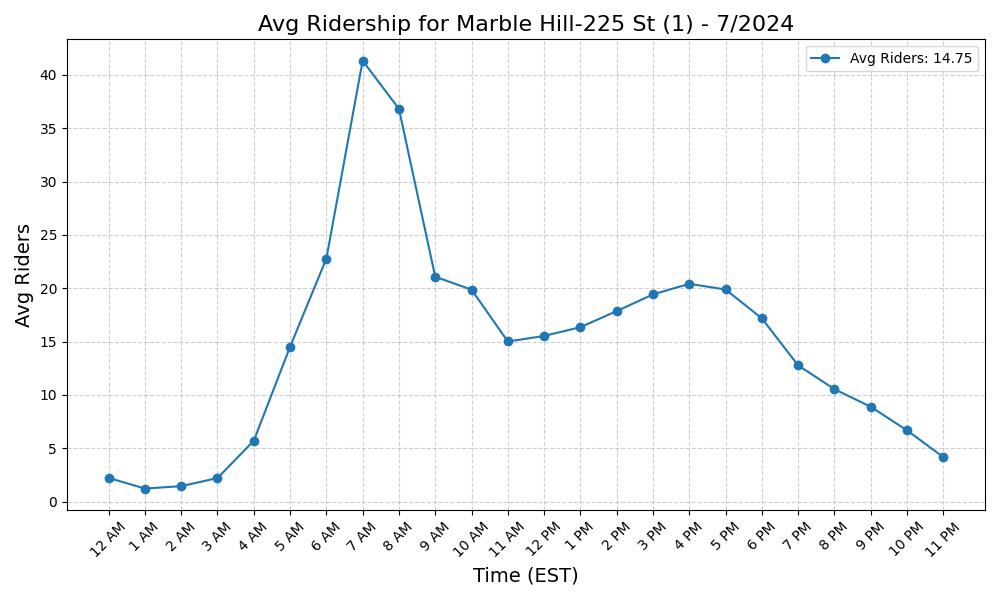 Avg Ridership for Marble Hill-225 St (1) - 7/2024
Avg Riders: 14.75
Avg Riders
40
35
30
25
20
15
10
5
0
12 AM
1 AM
2 AM
3 AM
4 AM
5 AM
6 AM
7 AM
8 AM
9 AM
10 AM
11 AM
12 PM
1 PM
2 PM
3 PM
4 PM
5 PM
6 PM
7 PM
8 PM
9 PM
10 PM
11 PM
Time (EST)